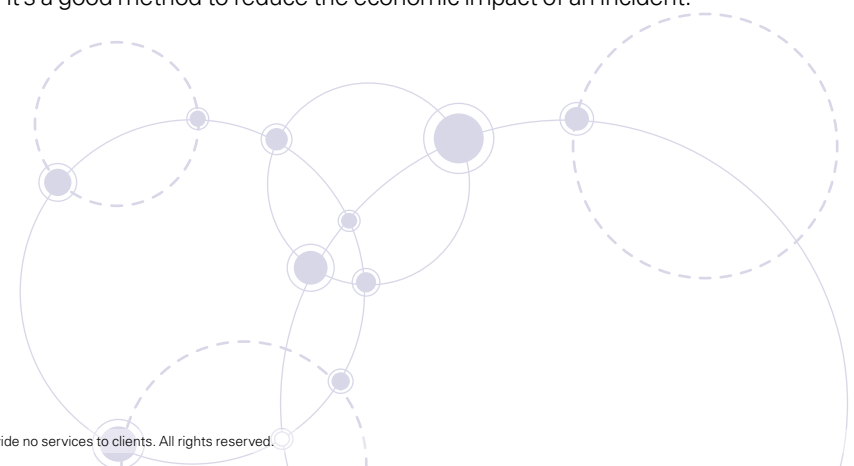 it's a good method to reduce the economic impact of an incident.
ide no services to clients. All rights reserved.